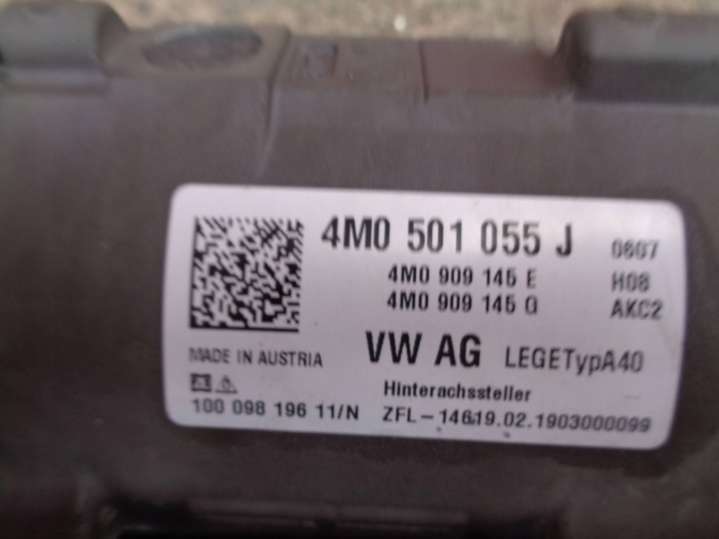 4M0 501 055 J 0607
4M0 909 145 E H08
4M0 909 145 Q AKC2
MADE IN AUSTRIA VW AG LEGETypA40
Hinterachssteller
100 098 196 11/N ZFL-14619.02.1903000099